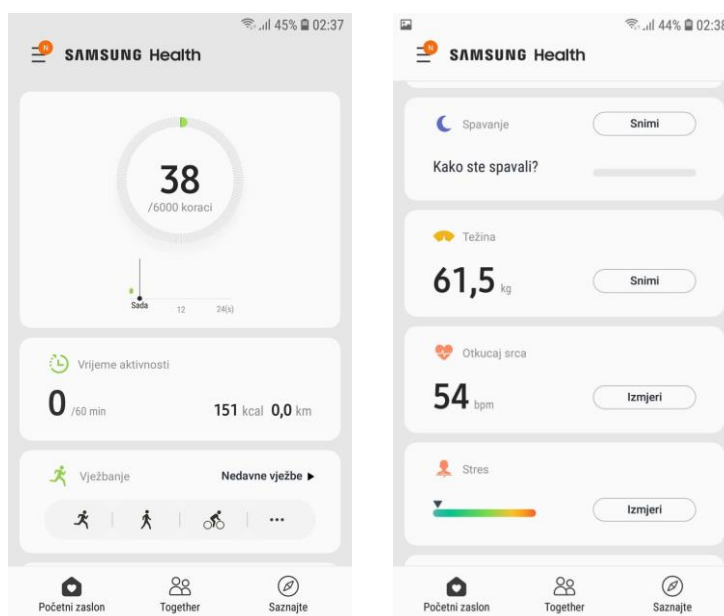 45% 02:37
N
SAMSUNG Health
38
/6000 koraci
Sada 12 24(s)
Vrijeme aktivnosti
0 /60 min 151 kcal 0,0 km
Vježbanje Nedavne vježbe
Početni zaslon Together Saznajte
44% 02:38
N
SAMSUNG Health
Spavanje Snimi
Kako ste spavali?
Težina
61,5 kg Snimi
Otkucaj srca
54 bpm Izmjeri
Stres
Izmjeri
Početni zaslon Together Saznajte